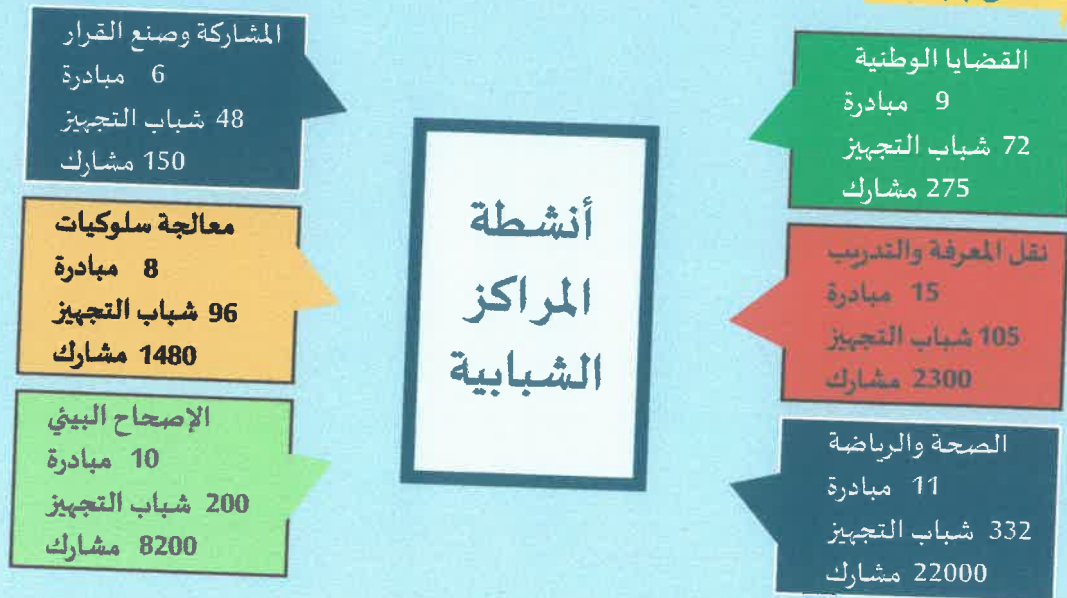 القضايا الوطنية
9 مبادرة
72 شباب التجهيز
275 مشارك
نقل المعرفة والتدريب
15 مبادرة
105 شباب التجهيز
2300 مشارك
الصحة والرياضة
11 مبادرة
332 شباب التجهيز
22000 مشارك
أنشطة
المراكز
الشبابية
المشاركة وصنع القرار
6 مبادرة
48 شباب التجهيز
150 مشارك
معالجة سلوكيات
8 مبادرة
96 شباب التجهيز
1480 مشارك
الإصحاح البيئي
10 مبادرة
200 شباب التجهيز
8200 مشارك